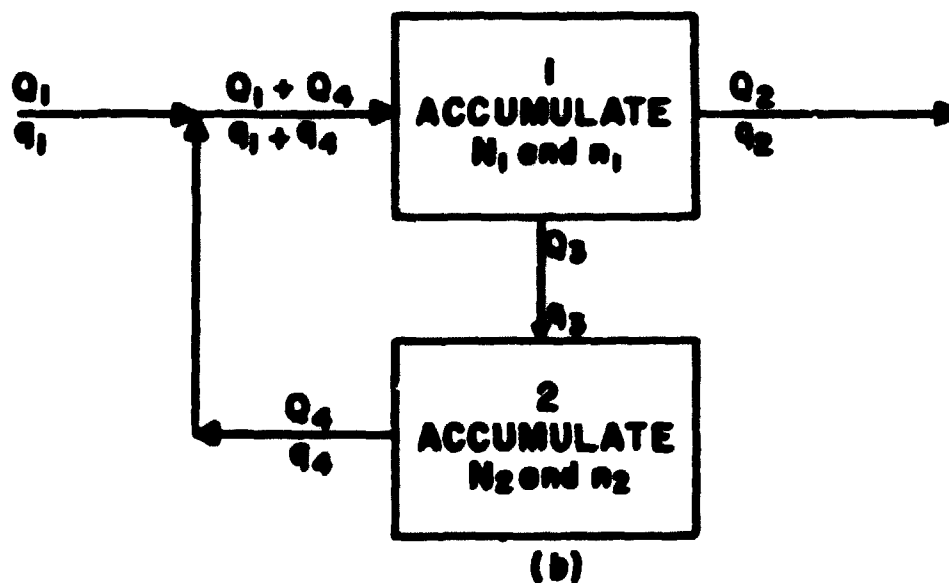 Q₁
q₁
Q₁ + Q₄
q₁ + q₄
1
ACCUMULATE
N₁ and n₁
Q₂
q₂
Q₃
q₃
2
ACCUMULATE
N₂ and n₂
Q₄
q₄
(b)